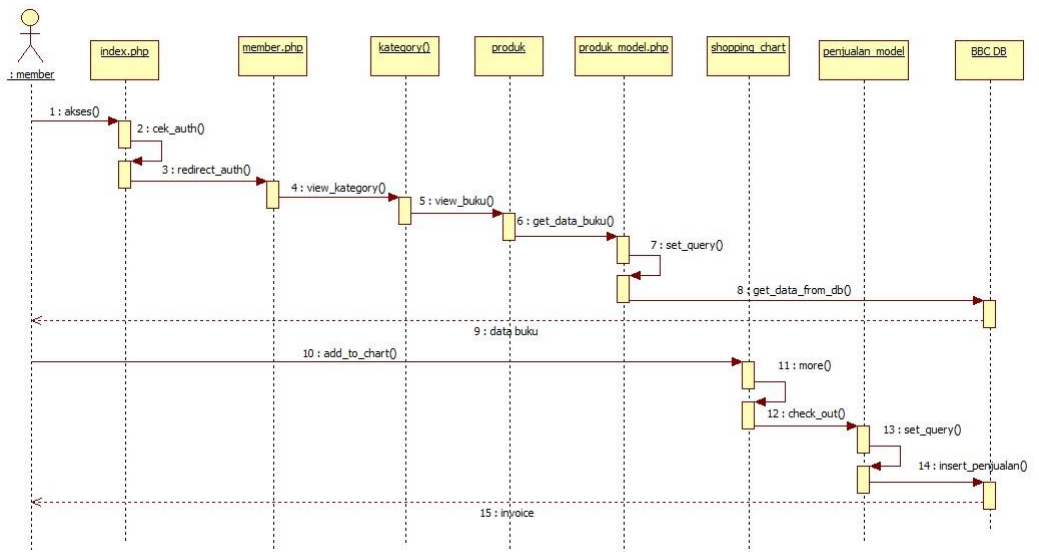 index.php
member.php
kategory()
produk
produk_model.php
shopping_chart
penjualan_model
BBC DB
: member
1 : akses()
2 : cek_auth()
3 : redirect_auth()
4 : view_kategory()
5 : view_buku()
6 : get_data_buku()
7 : set_query()
8 : get_data_from_db()
9 : data buku
10 : add_to_chart()
11 : more()
12 : check_out()
13 : set_query()
14 : insert_penjualan()
15 : invoice